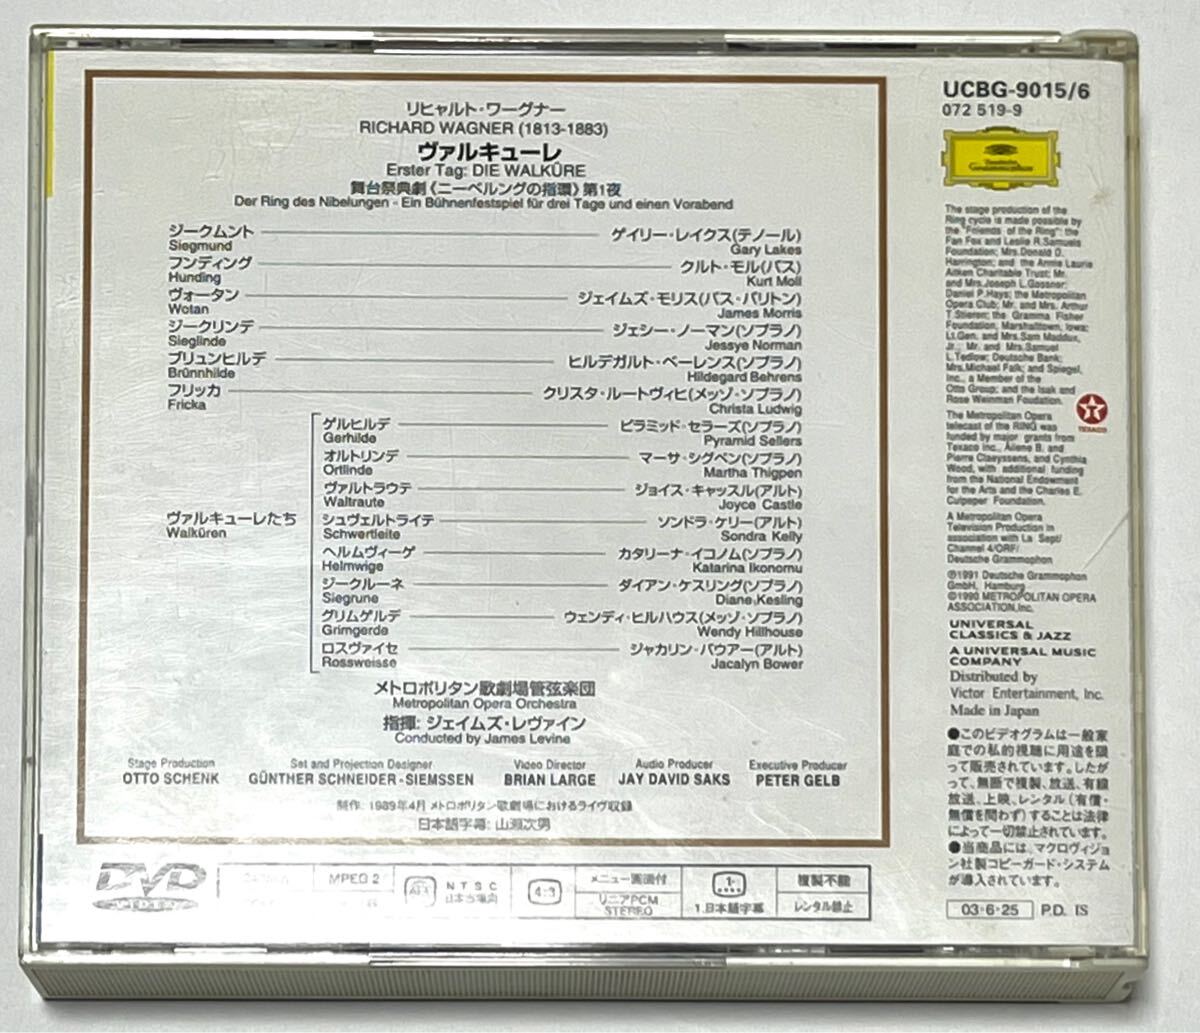 リヒャルト・ワーグナー
RICHARD WAGNER (1813-1883)
ヴァルキューレ
Erster Tag: DIE WALKÜRE
舞台祭典劇《ニーベルングの指環》第1夜
Der Ring des Nibelungen - Ein Bühnenfestspiel für drei Tage und einen Vorabend
ジークムント ゲイリー・レイクス(テノール)
Siegmund Gary Lakes
フンディング クルト・モル(バス)
Hunding Kurt Moll
ヴォータン ジェイムズ・モリス(バス・バリトン)
Wotan James Morris
ジークリンデ ジェシー・ノーマン(ソプラノ)
Sieglinde Jessye Norman
ブリュンヒルデ ヒルデガルト・ベーレンス(ソプラノ)
Brünnhilde Hildegard Behrens
フリッカ クリスタ・ルートヴィヒ(メッゾ・ソプラノ)
Fricka Christa Ludwig
ヴァルキューレたち
Walküren
ゲルヒルデ ピラミッド・セラーズ(ソプラノ)
Gerhilde Pyramid Sellers
オルトリンデ マーサ・シグペン(ソプラノ)
Ortlinde Martha Thigpen
ヴァルトラウテ ジョイス・キャッスル(アルト)
Waltraute Joyce Castle
シュヴェルトライテ ソンドラ・ケリー(アルト)
Schwertleite Sondra Kelly
ヘルムヴィーゲ カタリーナ・イコノム(ソプラノ)
Helmwige Katarina Ikonomu
ジークルーネ ダイアン・ケスリング(ソプラノ)
Siegrune Diane Kesling
グリムゲルデ ウェンディ・ヒルハウス(メッゾ・ソプラノ)
Grimgerde Wendy Hillhouse
ロスヴァイセ ジャカリン・バウアー(アルト)
Rossweisse Jacalyn Bower
メトロポリタン歌劇場管弦楽団
Metropolitan Opera Orchestra
指揮: ジェイムズ・レヴァイン
Conducted by James Levine
Stage Production Set and Projection Designer Video Director Audio Producer Executive Producer
OTTO SCHENK GÜNTHER SCHNEIDER-SIEMSSEN BRIAN LARGE JAY DAVID SAKS PETER GELB
制作: 1989年4月 メトロポリタン歌劇場におけるライヴ収録
日本語字幕: 山瀬次男
DVD
VIDEO
MPEG 2
ALL
NTSC
日本市場向
4:3
メニュー画面付
リニアPCM
STEREO
1
1.日本語字幕
複製不能
レンタル禁止
UCBG-9015/6
072 519-9
Deutsche
Grammophon
The stage production of the
Ring cycle is made possible by
the "Friends of the Ring": the
Fan Fox and Leslie R.Samuels
Foundation; Mrs.Donald D.
Harrington; and the Annie Laurie
Aitken Charitable Trust; Mr.
and Mrs.Joseph L.Gossner;
Daniel P.Hays; the Metropolitan
Opera Club; Mr. and Mrs. Arthur
T.Stieren; the Gramma Fisher
Foundation, Marshalltown, Iowa;
Lt.Gen. and Mrs.Sam Maddux,
Jr.; Mr. and Mrs.Samuel
L.Tedlow; Deutsche Bank;
Mrs.Michael Falk; and Spiegel,
Inc., a Member of the
Otto Group; and the Isak and
Rose Weinman Foudation.
The Metropolitan Opera
telecast of the RING was
funded by major grants from
Texaco Inc., Ailene B. and
Pierre Claeyssens, and Cynthia
Wood, with additional funding
from the National Endowment
for the Arts and the Charles E.
Culpeper Foundation.
TEXACO
A Metropolitan Opera
Television Production in
association with La Sept/
Channel 4/ORF/
Deutsche Grammophon
℗1991 Deutsche Grammophon
GmbH, Hamburg
©1990 METROPOLITAN OPERA
ASSOCIATION,Inc.
UNIVERSAL
CLASSICS & JAZZ
A UNIVERSAL MUSIC
COMPANY
Distributed by
Victor Entertainment, Inc.
Made in Japan
●このビデオグラムは一般家
庭での私的視聴に用途を限
って販売されています。したが
って、無断で複製、放送、有線
放送、上映、レンタル(有償・
無償を問わず)することは法律
によって一切禁止されています。
●当商品には、マクロヴィジョ
ン社製コピーガード・システム
が導入されています。
03・6・25 P.D. IS